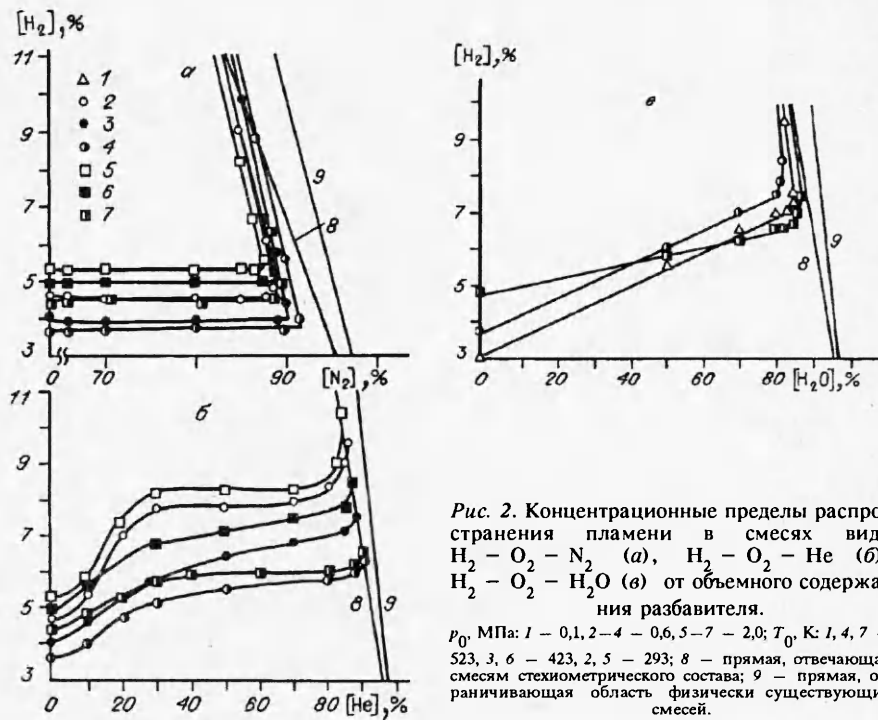 [H₂],%
11
9
7
5
3
а
△ 1
○ 2
● 3
◐ 4
□ 5
■ 6
◨ 7
8
9
0 70 90 [N₂],%
[H₂],%
9
7
5
3
в
8
9
0 20 40 60 80 [H₂O],%
11
9
7
5
3
б
8
9
0 20 40 60 80 [He],%
Рис. 2. Концентрационные пределы распро
странения пламени в смесях вид
H₂ – O₂ – N₂ (а), H₂ – O₂ – He (б)
H₂ – O₂ – H₂O (в) от объемного содержа
ния разбавителя.
p₀, МПа: 1 – 0,1, 2–4 – 0,6, 5–7 – 2,0; T₀, К: 1, 4, 7 –
523, 3, 6 – 423, 2, 5 – 293; 8 – прямая, отвечающа
смесям стехиометрического состава; 9 – прямая, о
раничивающая область физически существующи
смесей.